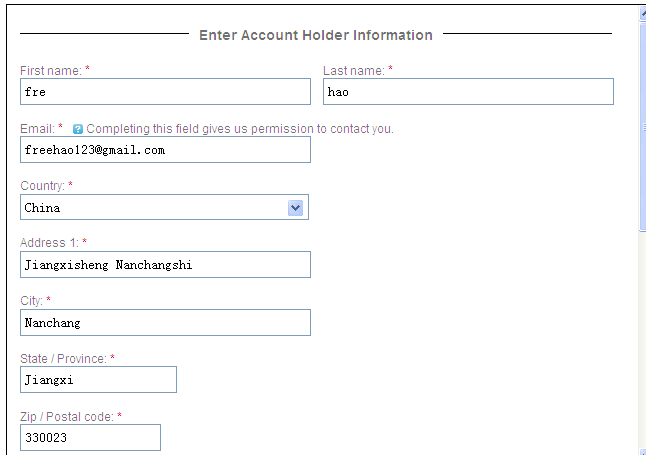 Enter Account Holder Information
First name: * Last name: *
fre hao
Email: * ? Completing this field gives us permission to contact you.
freehao123@gmail.com
Country: *
China
Address 1: *
Jiangxisheng Nanchangshi
City: *
Nanchang
State / Province: *
Jiangxi
Zip / Postal code: *
330023